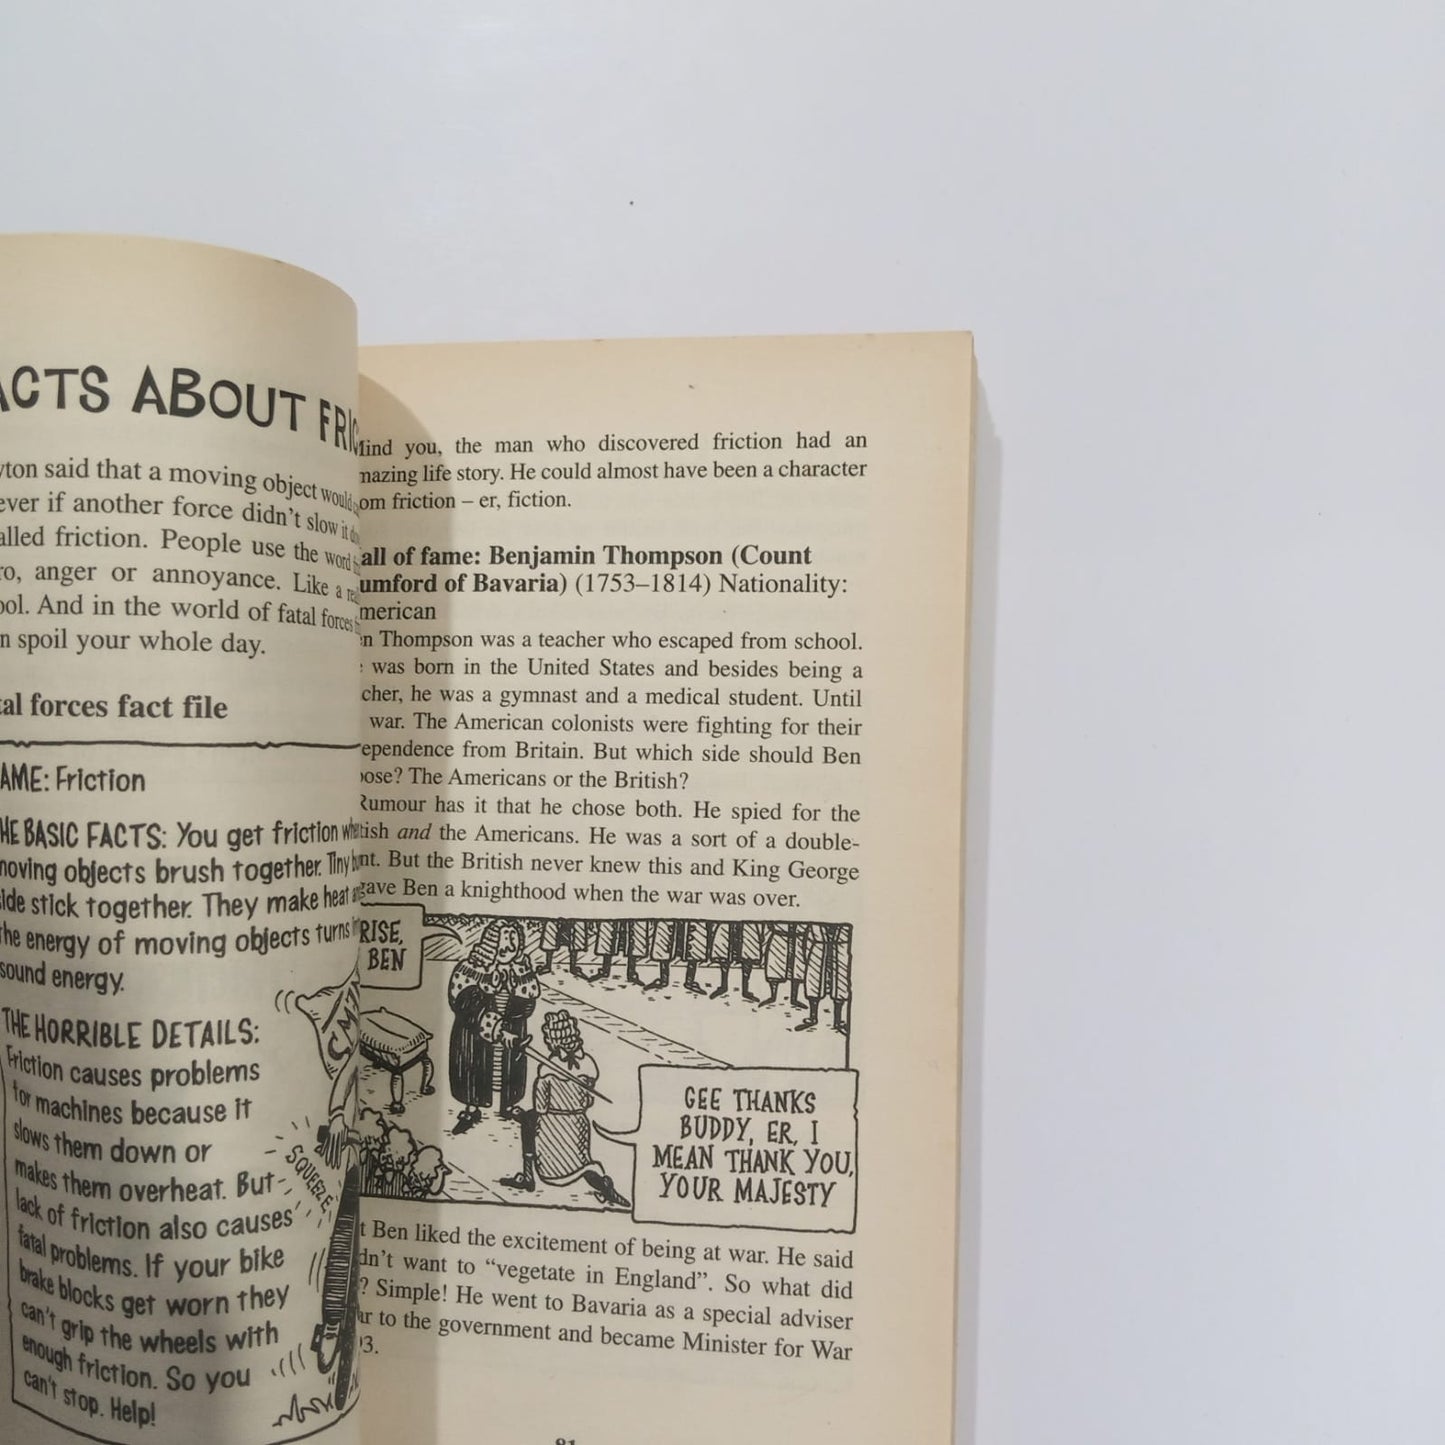 ACTS ABOUT FRIC
yton said that a moving object would
ever if another force didn't slow it
alled friction. People use the word
ro, anger or annoyance. Like a
ool. And in the world of fatal forces
n spoil your whole day.
tal forces fact file
AME: Friction
HE BASIC FACTS: You get friction when
moving objects brush together. Tiny
ide stick together. They make heat
the energy of moving objects turns
sound energy.
THE HORRIBLE DETAILS:
Friction causes problems
for machines because it
slows them down or
makes them overheat. But
lack of friction also causes
fatal problems. If your bike
brake blocks get worn they
can't grip the wheels with
enough friction. So you
can't stop. Help!
SQUEEZE
lind you, the man who discovered friction had an
mazing life story. He could almost have been a character
om friction – er, fiction.
all of fame: Benjamin Thompson (Count
umford of Bavaria) (1753–1814) Nationality:
merican
n Thompson was a teacher who escaped from school.
was born in the United States and besides being a
cher, he was a gymnast and a medical student. Until
war. The American colonists were fighting for their
ependence from Britain. But which side should Ben
oose? The Americans or the British?
Rumour has it that he chose both. He spied for the
tish and the Americans. He was a sort of a double-
nt. But the British never knew this and King George
gave Ben a knighthood when the war was over.
RISE,
BEN
GEE THANKS
BUDDY, ER, I
MEAN THANK YOU,
YOUR MAJESTY
t Ben liked the excitement of being at war. He said
dn't want to "vegetate in England". So what did
? Simple! He went to Bavaria as a special adviser
ar to the government and became Minister for War
93.